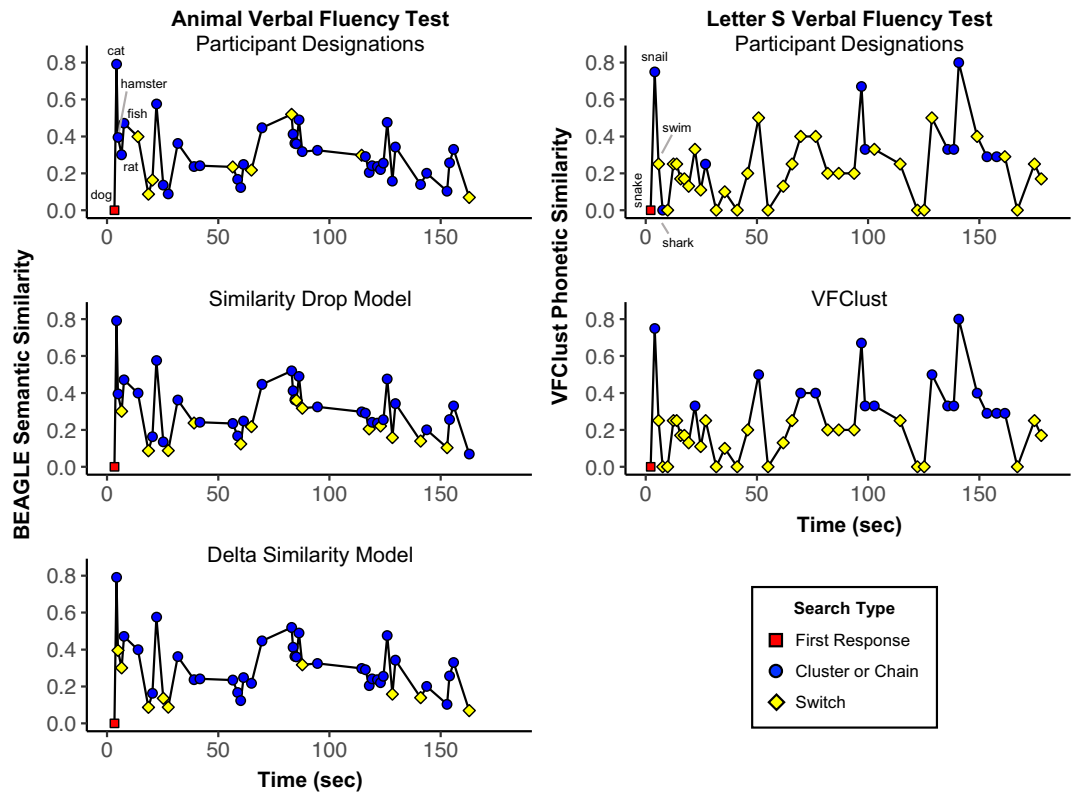 Animal Verbal Fluency Test
Participant Designations
cat
hamster
fish
rat
dog
0.8
0.6
0.4
0.2
0.0
0
50
100
150
Similarity Drop Model
0.8
0.6
0.4
0.2
0.0
0
50
100
150
Delta Similarity Model
0.8
0.6
0.4
0.2
0.0
0
50
100
150
Time (sec)
BEAGLE Semantic Similarity
Letter S Verbal Fluency Test
Participant Designations
snail
swim
snake
shark
0.8
0.6
0.4
0.2
0.0
0
50
100
150
VFClust
0.8
0.6
0.4
0.2
0.0
0
50
100
150
Time (sec)
VFClust Phonetic Similarity
Search Type
First Response
Cluster or Chain
Switch